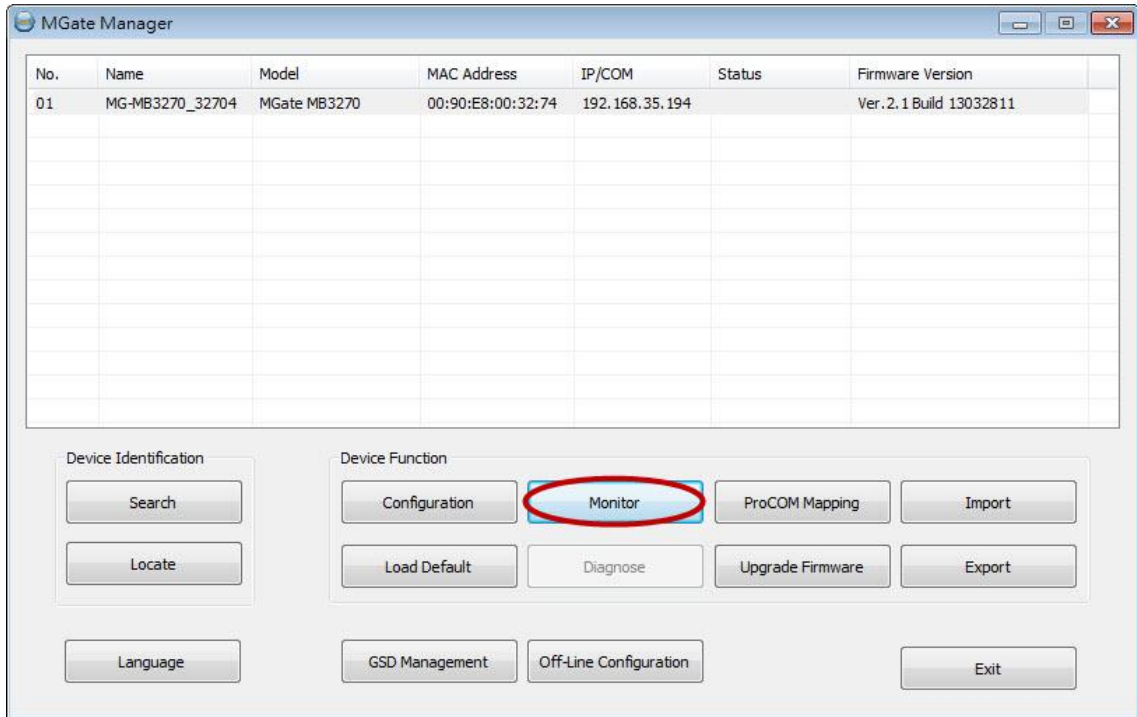 MGate Manager
No. Name Model MAC Address IP/COM Status Firmware Version
01 MG-MB3270_32704 MGate MB3270 00:90:E8:00:32:74 192.168.35.194 Ver.2.1 Build 13032811
Device Identification Device Function
Search Configuration Monitor ProCOM Mapping Import
Locate Load Default Diagnose Upgrade Firmware Export
Language GSD Management Off-Line Configuration Exit